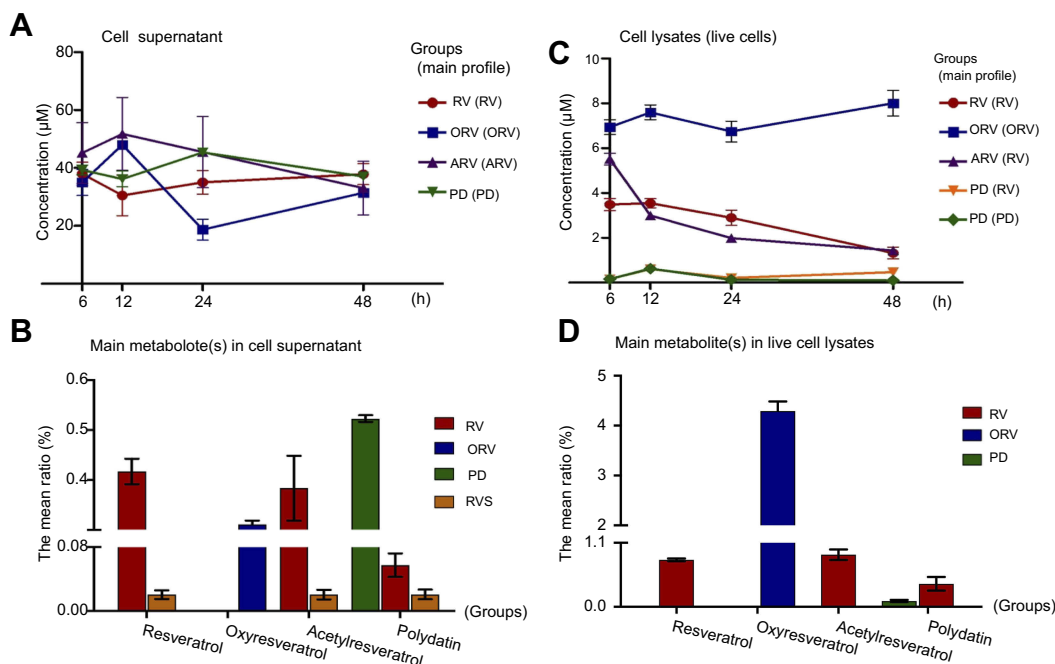 A
Cell supernatant
Groups
(main profile)
RV (RV)
ORV (ORV)
ARV (ARV)
PD (PD)
Concentration (µM)
80
60
40
20
6
12
24
48
(h)
C
Cell lysates (live cells)
Groups
(main profile)
RV (RV)
ORV (ORV)
ARV (RV)
PD (RV)
PD (PD)
Concentration (µM)
10
8
6
4
2
6
12
24
48
(h)
B
Main metabolote(s) in cell supernatant
The mean ratio (%)
0.6
0.5
0.4
0.08
0.00
RV
ORV
PD
RVS
Resveratrol
Oxyresveratrol
Acetylresveratrol
Polydatin
(Groups)
D
Main metabolite(s) in live cell lysates
The mean ratio (%)
5
4
3
2
1.1
0.0
RV
ORV
PD
Resveratrol
Oxyresveratrol
Acetylresveratrol
Polydatin
(Groups)